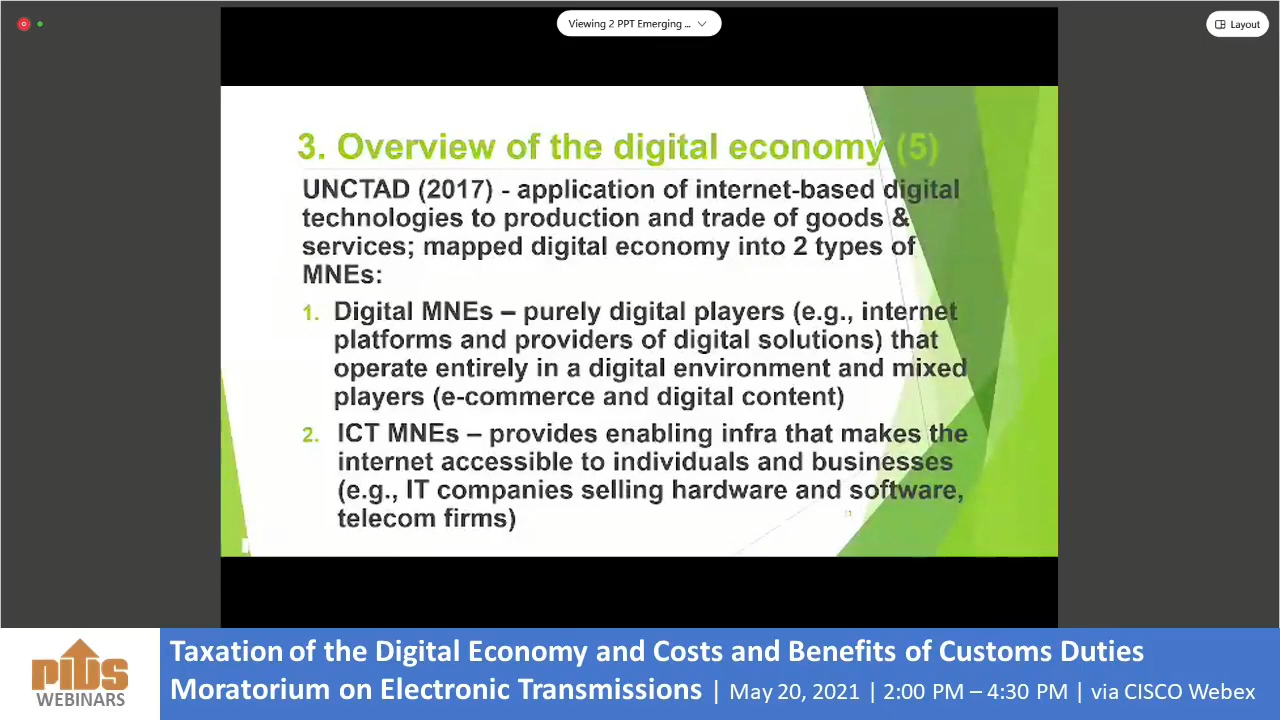 Viewing 2 PPT Emerging ...
Layout
3. Overview of the digital economy (5)
UNCTAD (2017) - application of internet-based digital
technologies to production and trade of goods &
services; mapped digital economy into 2 types of
MNEs:
1. Digital MNEs – purely digital players (e.g., internet
platforms and providers of digital solutions) that
operate entirely in a digital environment and mixed
players (e-commerce and digital content)
2. ICT MNEs – provides enabling infra that makes the
internet accessible to individuals and businesses
(e.g., IT companies selling hardware and software,
telecom firms)
PIDS
WEBINARS
Taxation of the Digital Economy and Costs and Benefits of Customs Duties
Moratorium on Electronic Transmissions | May 20, 2021 | 2:00 PM – 4:30 PM | via CISCO Webex